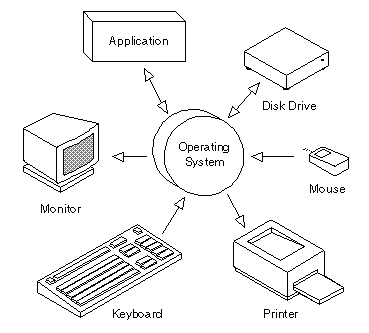 Application
Disk Drive
Operating
System
Mouse
Monitor
Keyboard
Printer